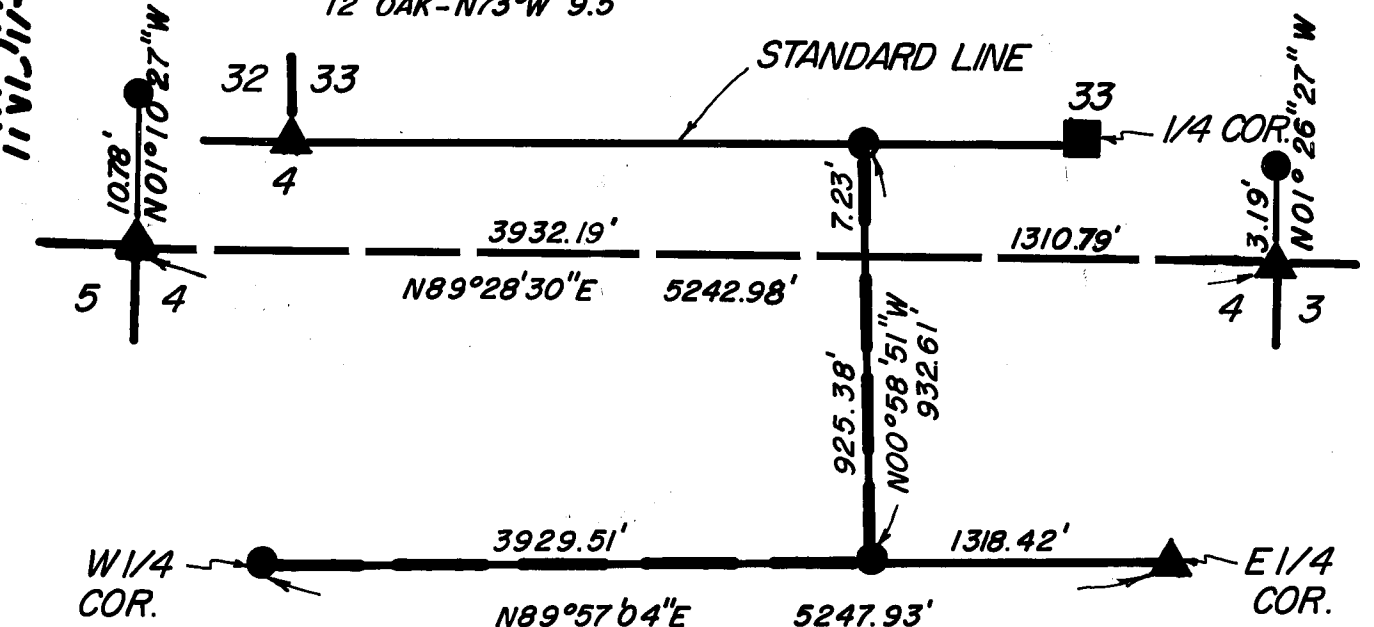 12" OAK-N73°W 9.5
STANDARD LINE
32 33
33
1/4 COR.
10.78'
N01°10'27"W
4
7.23'
3.19'
N01°26'27"W
3932.19'
1310.79'
N89°28'30"E 5242.98'
5 4
4 3
925.38'
N00°58'51"W
932.61'
3929.51'
1318.42'
W 1/4
COR.
E 1/4
COR.
N89°57'04"E 5247.93'